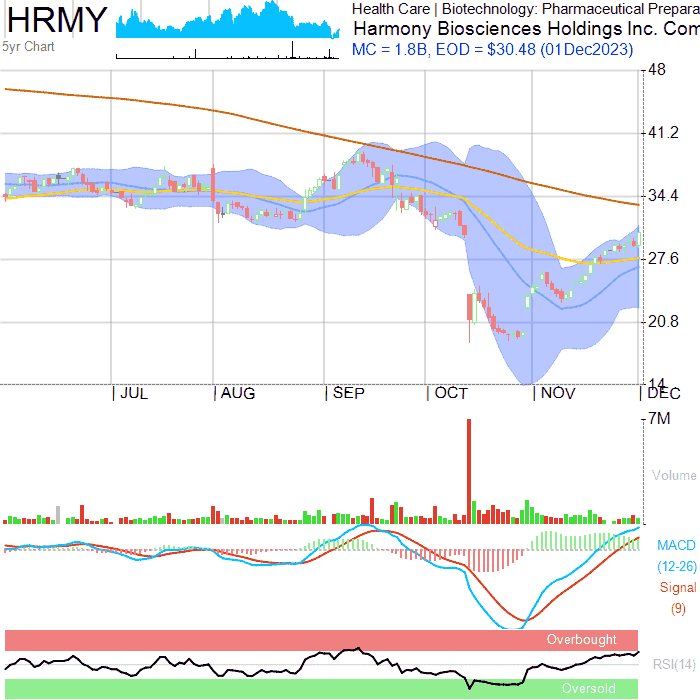 HRMY
Health Care | Biotechnology: Pharmaceutical Prepara
Harmony Biosciences Holdings Inc. Com
5yr Chart
MC = 1.8B, EOD = $30.48 (01Dec2023)
48
41.2
34.4
27.6
20.8
14
JUL
AUG
SEP
OCT
NOV
DEC
7M
Volume
MACD
(12-26)
Signal
(9)
Overbought
RSI(14)
Oversold